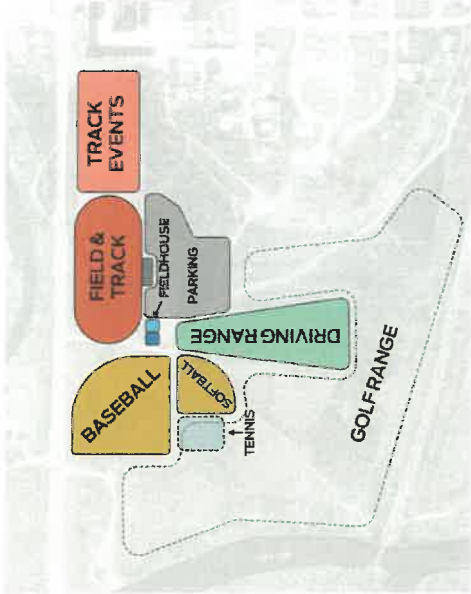 TRACK
EVENTS
FIELD &
TRACK
FIELDHOUSE
PARKING
DRIVING RANGE
BASEBALL
SOFTBALL
TENNIS
GOLF RANGE